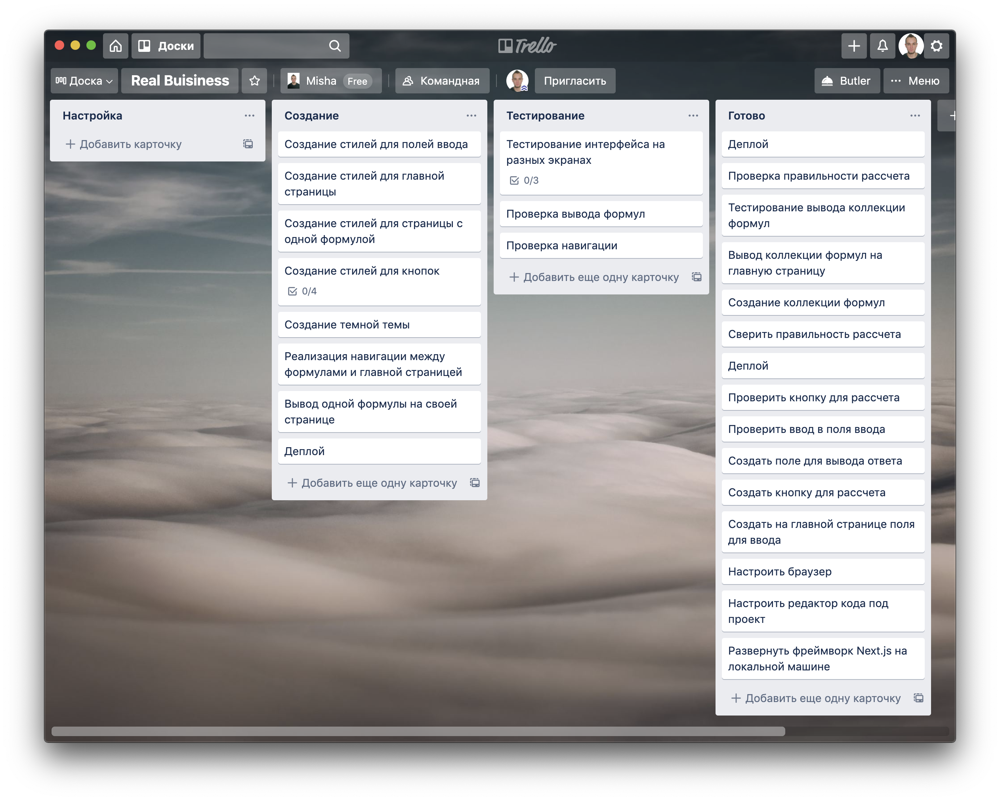 Доски
Trello
Доска
Real Buisiness
Misha Free
Командная
Пригласить
Butler
Меню
Настройка
Добавить карточку
Создание
Создание стилей для полей ввода
Создание стилей для главной
страницы
Создание стилей для страницы с
одной формулой
Создание стилей для кнопок
0/4
Создание темной темы
Реализация навигации между
формулами и главной страницей
Вывод одной формулы на своей
странице
Деплой
Добавить еще одну карточку
Тестирование
Тестирование интерфейса на
разных экранах
0/3
Проверка вывода формул
Проверка навигации
Добавить еще одну карточку
Готово
Деплой
Проверка правильности рассчета
Тестирование вывода коллекции
формул
Вывод коллекции формул на
главную страницу
Создание коллекции формул
Сверить правильность рассчета
Деплой
Проверить кнопку для рассчета
Проверить ввод в поля ввода
Создать поле для вывода ответа
Создать кнопку для рассчета
Создать на главной странице поля
для ввода
Настроить браузер
Настроить редактор кода под
проект
Развернуть фреймворк Next.js на
локальной машине
Добавить еще одну карточку